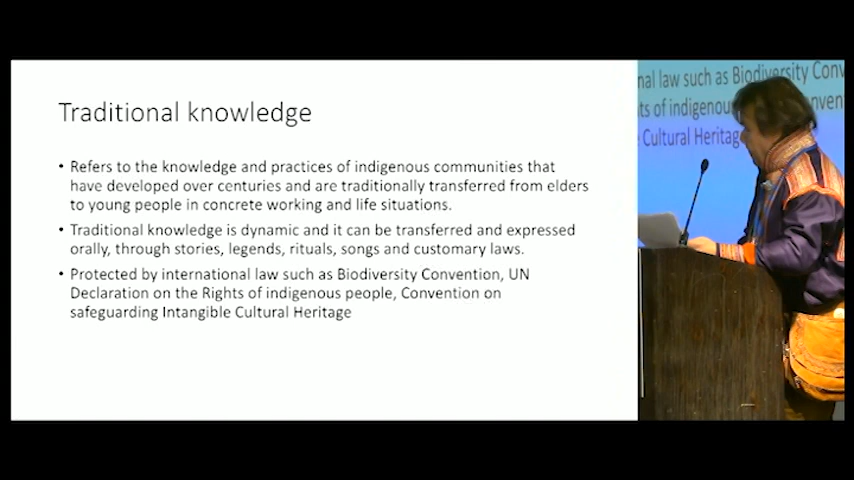 Traditional knowledge
• Refers to the knowledge and practices of indigenous communities that
have developed over centuries and are traditionally transferred from elders
to young people in concrete working and life situations.
• Traditional knowledge is dynamic and it can be transferred and expressed
orally, through stories, legends, rituals, songs and customary laws.
• Protected by international law such as Biodiversity Convention, UN
Declaration on the Rights of indigenous people, Convention on
safeguarding Intangible Cultural Heritage
nal law such as Biodiversity Conv
of indigenou
Cultural Heritag